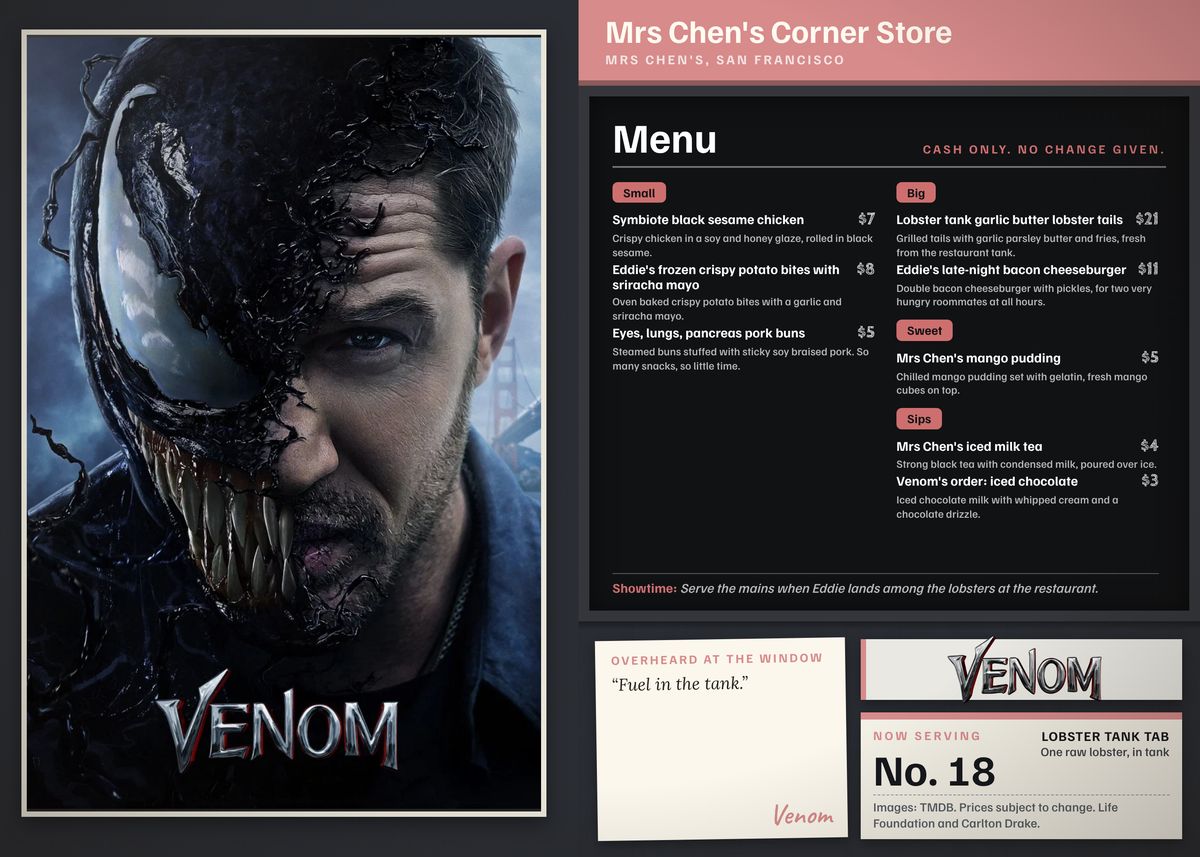 VENOM
Mrs Chen's Corner Store
MRS CHEN'S, SAN FRANCISCO
Menu
CASH ONLY. NO CHANGE GIVEN.
Small
Symbiote black sesame chicken $7
Crispy chicken in a soy and honey glaze, rolled in black
sesame.
Eddie's frozen crispy potato bites with $8
sriracha mayo
Oven baked crispy potato bites with a garlic and
sriracha mayo.
Eyes, lungs, pancreas pork buns $5
Steamed buns stuffed with sticky soy braised pork. So
many snacks, so little time.
Big
Lobster tank garlic butter lobster tails $21
Grilled tails with garlic parsley butter and fries, fresh
from the restaurant tank.
Eddie's late-night bacon cheeseburger $11
Double bacon cheeseburger with pickles, for two very
hungry roommates at all hours.
Sweet
Mrs Chen's mango pudding $5
Chilled mango pudding set with gelatin, fresh mango
cubes on top.
Sips
Mrs Chen's iced milk tea $4
Strong black tea with condensed milk, poured over ice.
Venom's order: iced chocolate $3
Iced chocolate milk with whipped cream and a
chocolate drizzle.
Showtime: Serve the mains when Eddie lands among the lobsters at the restaurant.
OVERHEARD AT THE WINDOW
“Fuel in the tank.”
Venom
VENOM
NOW SERVING
No. 18
LOBSTER TANK TAB
One raw lobster, in tank
Images: TMDB. Prices subject to change. Life
Foundation and Carlton Drake.